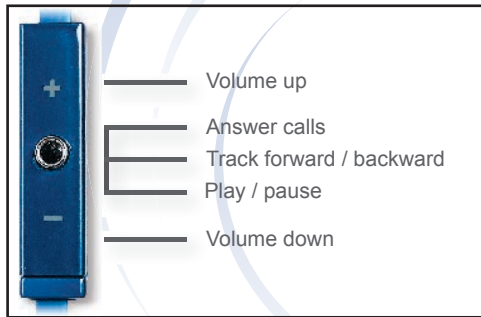 +
Volume up
Answer calls
Track forward / backward
Play / pause
−
Volume down